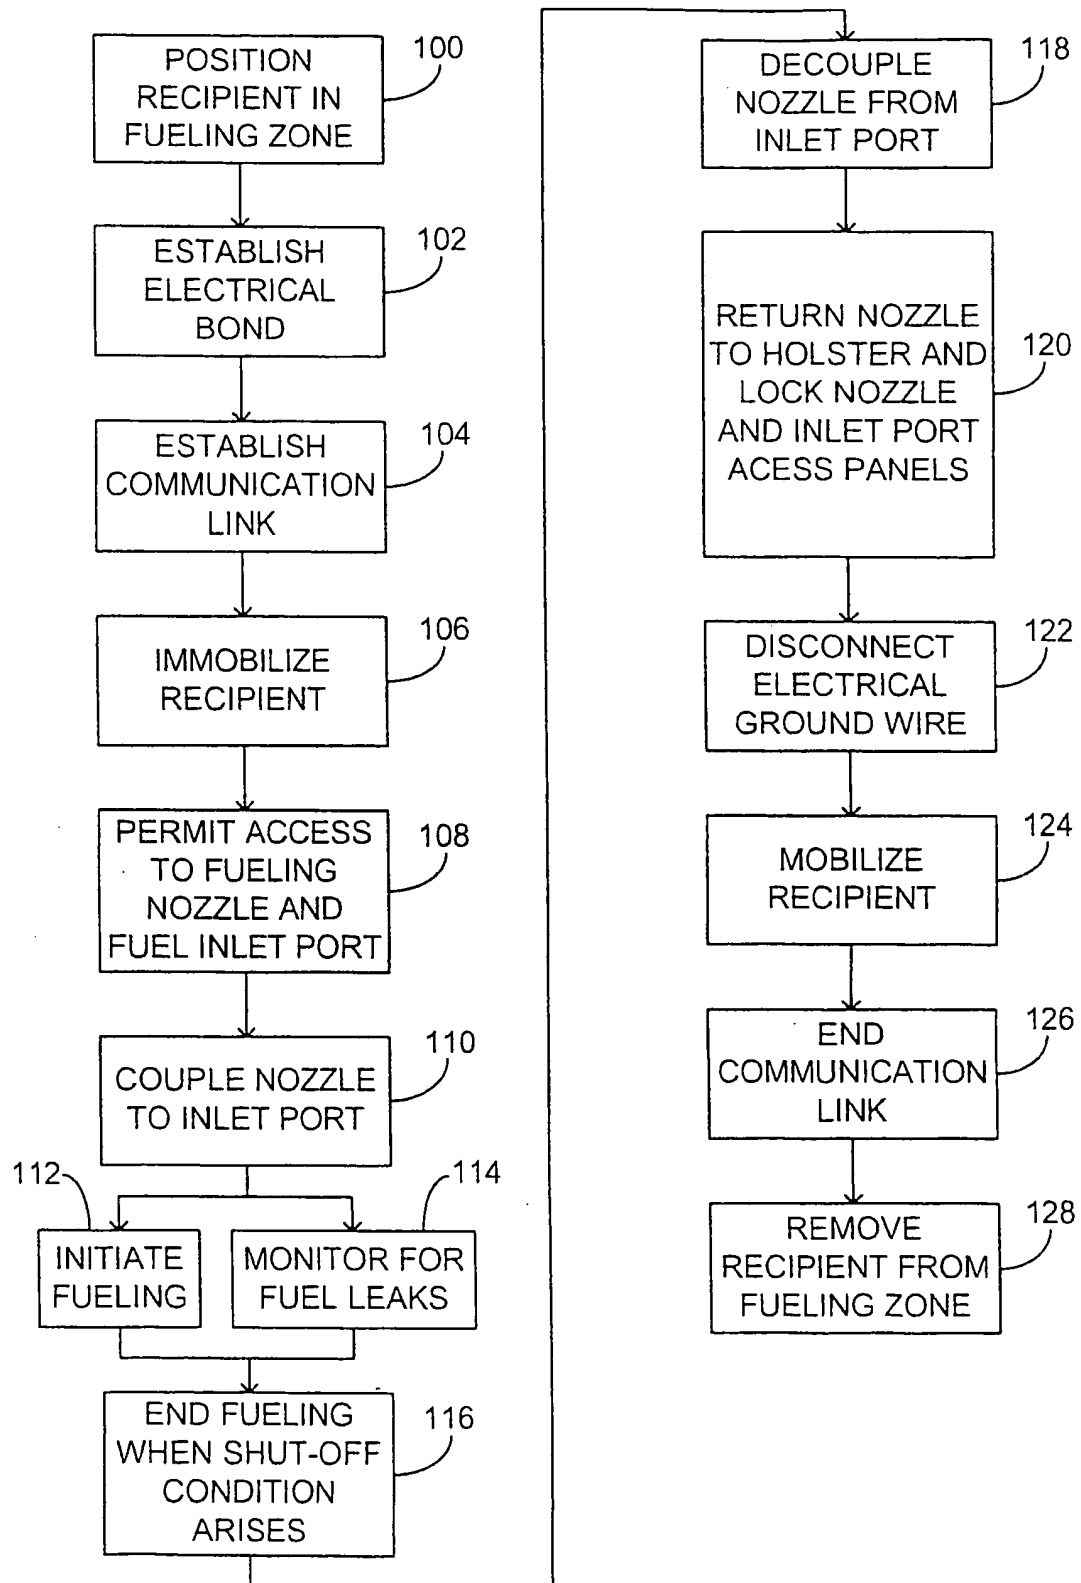 100
POSITION
RECIPIENT IN
FUELING ZONE
102
ESTABLISH
ELECTRICAL
BOND
104
ESTABLISH
COMMUNICATION
LINK
106
IMMOBILIZE
RECIPIENT
108
PERMIT ACCESS
TO FUELING
NOZZLE AND
FUEL INLET PORT
110
COUPLE NOZZLE
TO INLET PORT
112
INITIATE
FUELING
114
MONITOR FOR
FUEL LEAKS
116
END FUELING
WHEN SHUT-OFF
CONDITION
ARISES
118
DECOUPLE
NOZZLE FROM
INLET PORT
120
RETURN NOZZLE
TO HOLSTER AND
LOCK NOZZLE
AND INLET PORT
ACESS PANELS
122
DISCONNECT
ELECTRICAL
GROUND WIRE
124
MOBILIZE
RECIPIENT
126
END
COMMUNICATION
LINK
128
REMOVE
RECIPIENT FROM
FUELING ZONE